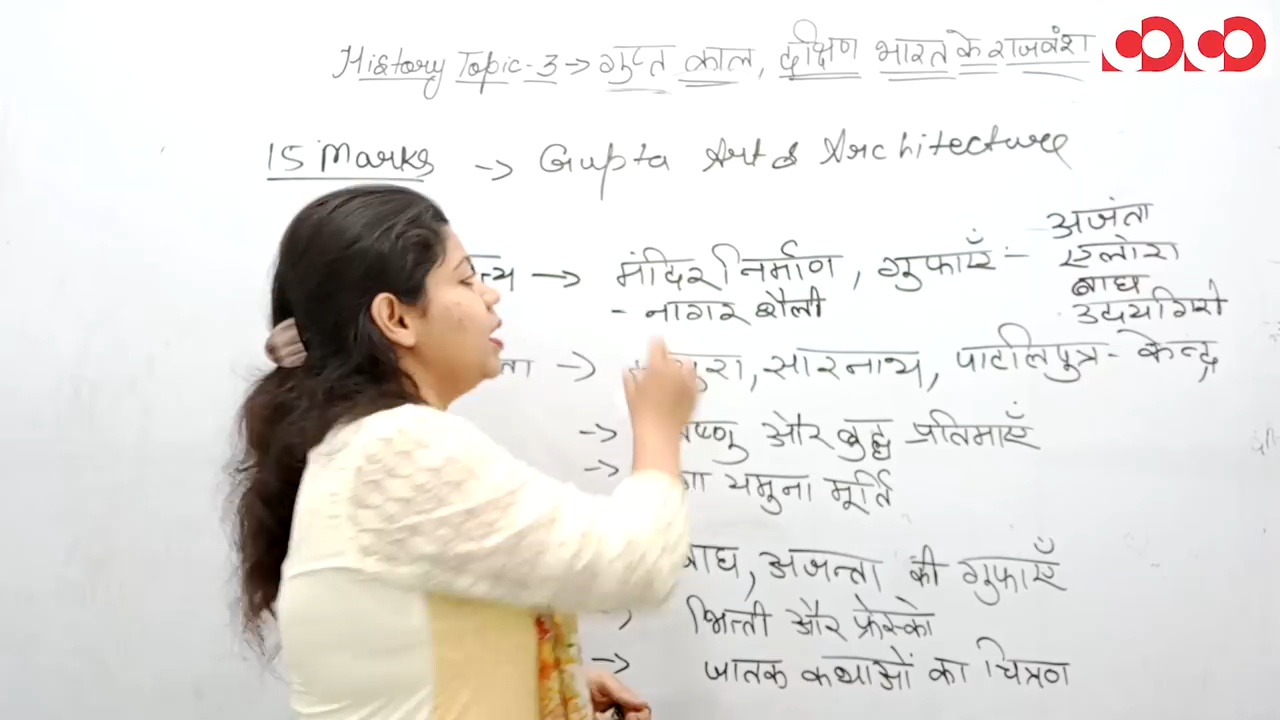 History Topic-3 → गुप्त काल, दक्षिण भारत के राजवंश
15 Marks → Gupta Art & Architecture
→ मंदिर निर्माण, गुफाएँ - अजंता
एलोरा
बाघ
उदयगिरी
- नागर शैली
→ सारनाथ, पाटलिपुत्र - केन्द्र
→ और बुद्ध प्रतिमाएँ
→ यमुना मूर्ति
बाघ, अजन्ता की गुफाएँ
भित्ती और फ्रेस्को
→ जातक कथाओं का चित्रण